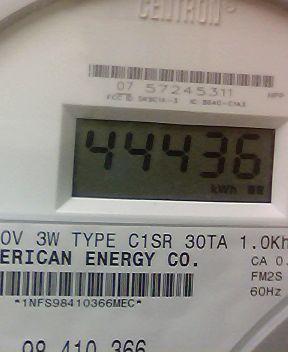 CENTRON
07 57245311
44436
kWh
0V 3W TYPE C1SR 30TA 1.0Kh
ERICAN ENERGY CO.
CA 0.
FM2S
60Hz
*1NFS98410366MEC*
98 410 366